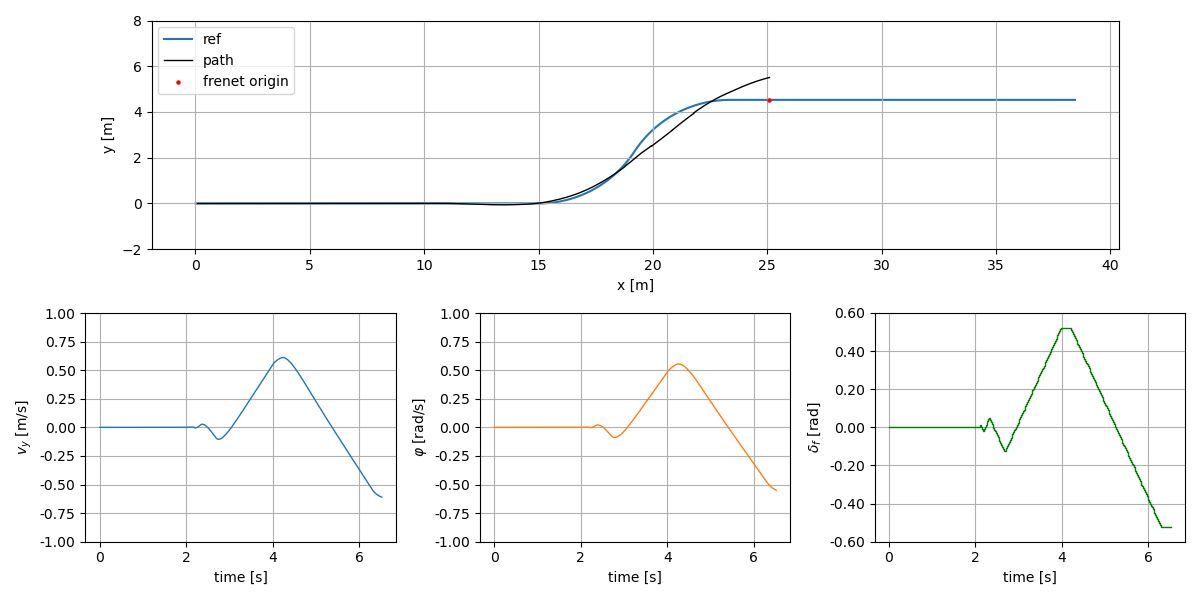 y [m]
8
6
4
2
0
−2
ref
path
frenet origin
0 5 10 15 20 25 30 35 40
x [m]
v_y [m/s]
1.00
0.75
0.50
0.25
0.00
-0.25
-0.50
-0.75
-1.00
0 2 4 6
time [s]
φ [rad/s]
1.00
0.75
0.50
0.25
0.00
-0.25
-0.50
-0.75
-1.00
0 2 4 6
time [s]
δ_f [rad]
0.60
0.40
0.20
0.00
-0.20
-0.40
-0.60
0 2 4 6
time [s]